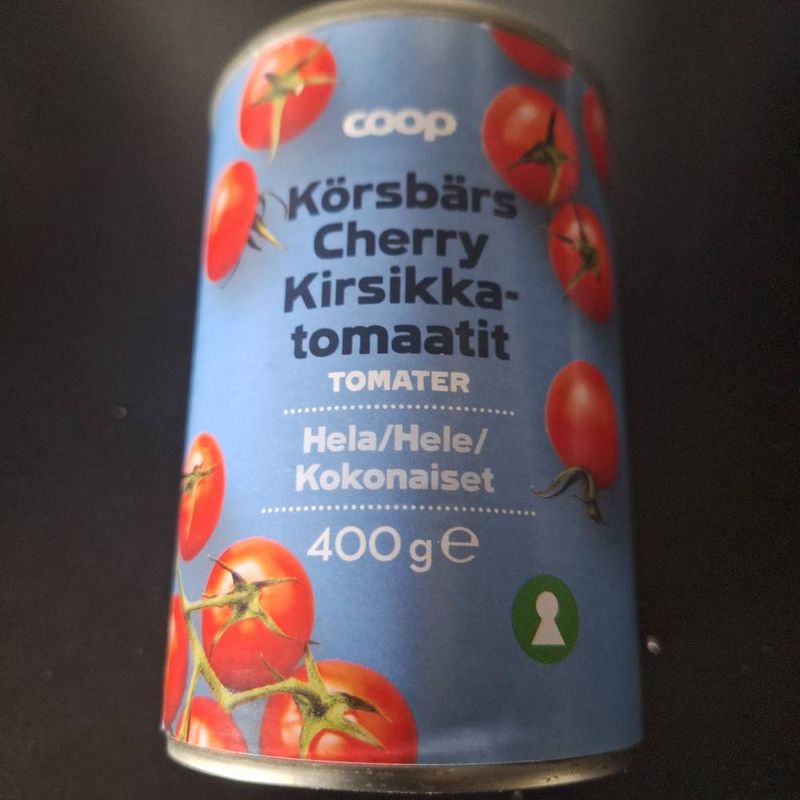 coop
Körsbärs
Cherry
Kirsikka-
tomaatit
TOMATER
Hela/Hele/
Kokonaiset
400 g ℮